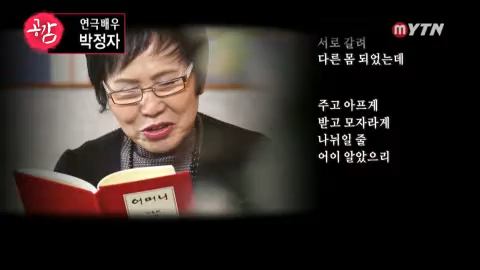 공감
연극배우
박정자
mYTN
서로 갈려
다른 몸 되었는데
주고 아프게
받고 모자라게
나뉘일 줄
어이 알았으리
어머니